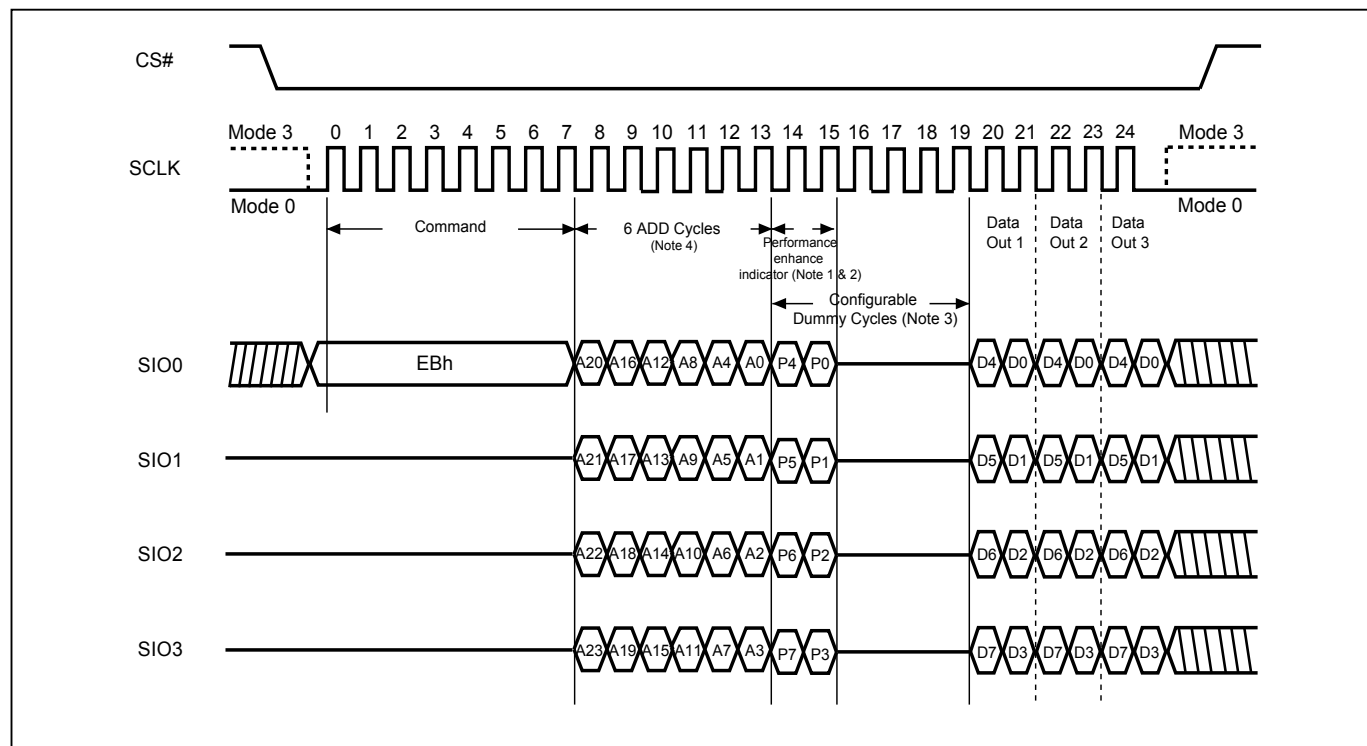 CS#
Mode 3 0 1 2 3 4 5 6 7 8 9 10 11 12 13 14 15 16 17 18 19 20 21 22 23 24 Mode 3
SCLK
Mode 0 Mode 0
Command
6 ADD Cycles
(Note 4)
Performance
enhance
indicator (Note 1 & 2)
Data
Out 1
Data
Out 2
Data
Out 3
Configurable
Dummy Cycles (Note 3)
SIO0 EBh A20 A16 A12 A8 A4 A0 P4 P0 D4 D0 D4 D0 D4 D0
SIO1 A21 A17 A13 A9 A5 A1 P5 P1 D5 D1 D5 D1 D5 D1
SIO2 A22 A18 A14 A10 A6 A2 P6 P2 D6 D2 D6 D2 D6 D2
SIO3 A23 A19 A15 A11 A7 A3 P7 P3 D7 D3 D7 D3 D7 D3